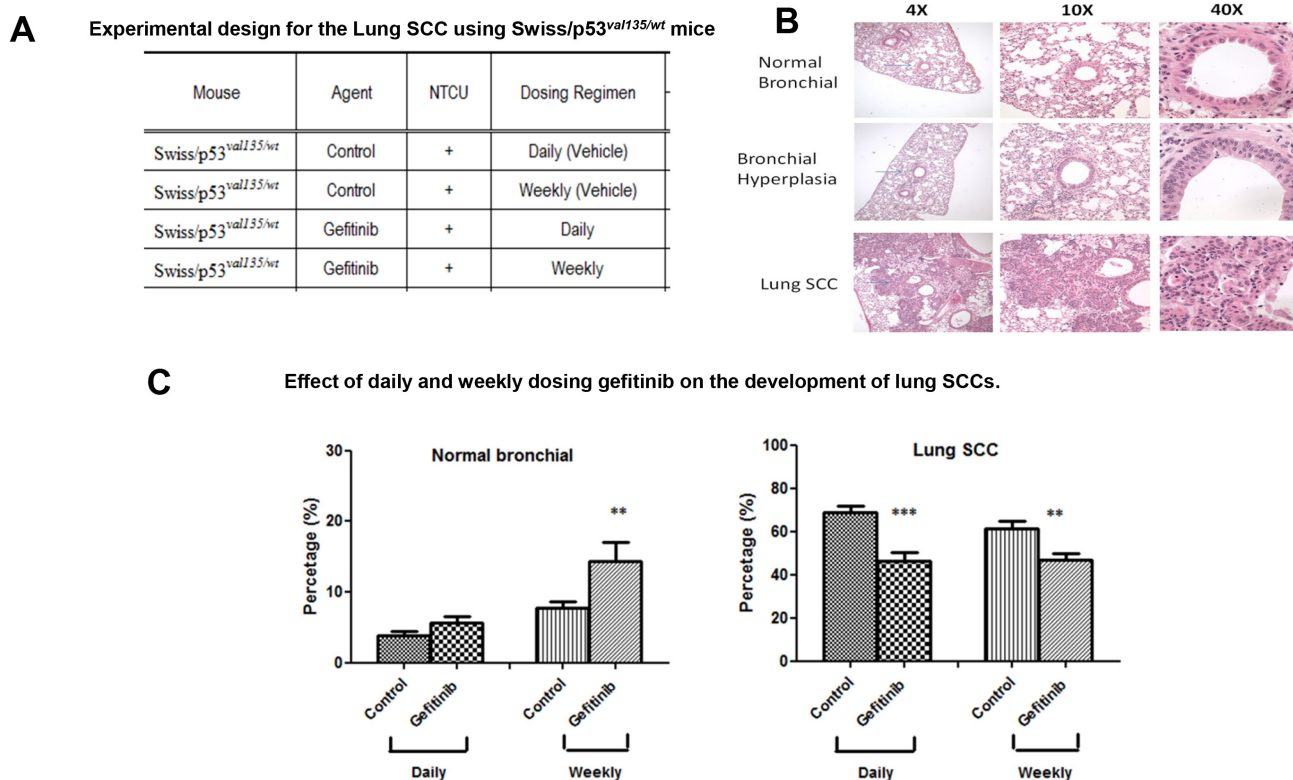 A
Experimental design for the Lung SCC using Swiss/p53val135/wt mice
Mouse Agent NTCU Dosing Regimen
Swiss/p53val135/wt Control + Daily (Vehicle)
Swiss/p53val135/wt Control + Weekly (Vehicle)
Swiss/p53val135/wt Gefitinib + Daily
Swiss/p53val135/wt Gefitinib + Weekly
B
4X 10X 40X
Normal
Bronchial
Bronchial
Hyperplasia
Lung SCC
C
Effect of daily and weekly dosing gefitinib on the development of lung SCCs.
Normal bronchial
Percetage (%)
30
20
10
0
**
Control Gefitinib Control Gefitinib
Daily Weekly
Lung SCC
Percetage (%)
100
80
60
40
20
0
*** **
Control Gefitinib Control Gefitinib
Daily Weekly